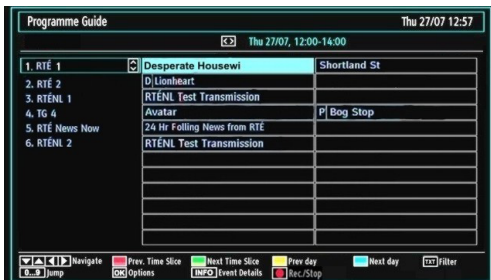 Programme Guide Thu 27/07 12:57
<> Thu 27/07, 12:00-14:00
1. RTÉ 1 Desperate Housewi Shortland St
2. RTÉ 2 D Lionheart
3. RTÉNL 1 RTÉNL Test Transmission
4. TG 4 Avatar P Bog Stop
5. RTÉ News Now 24 Hr Folling News from RTÉ
6. RTÉNL 2 RTÉNL Test Transmission
Navigate Prev. Time Slice Next Time Slice Prev day Next day TXT Filter
0...9 Jump OK Options INFO Event Details Rec./Stop